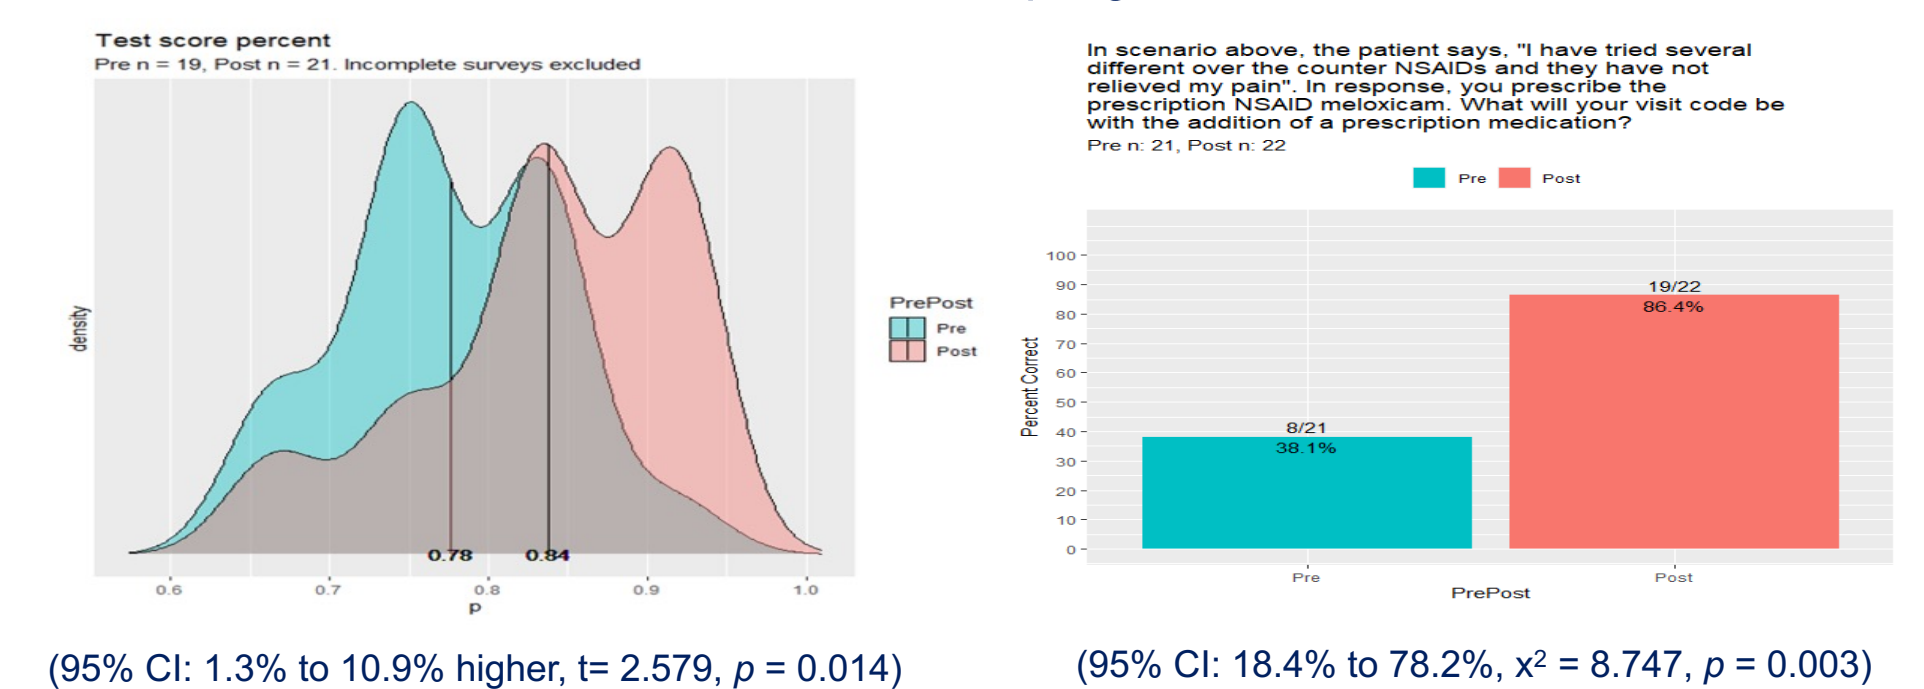 Test score percent
Pre n = 19, Post n = 21. Incomplete surveys excluded
density
0.78 0.84
0.6 0.7 0.8 0.9 1.0
p
PrePost
Pre
Post
(95% CI: 1.3% to 10.9% higher, t= 2.579, p = 0.014)
In scenario above, the patient says, "I have tried several
different over the counter NSAIDs and they have not
relieved my pain". In response, you prescribe the
prescription NSAID meloxicam. What will your visit code be
with the addition of a prescription medication?
Pre n: 21, Post n: 22
Pre Post
Percent Correct
100
90
80
70
60
50
40
30
20
10
0
19/22
86.4%
8/21
38.1%
Pre Post
PrePost
(95% CI: 18.4% to 78.2%, x² = 8.747, p = 0.003)